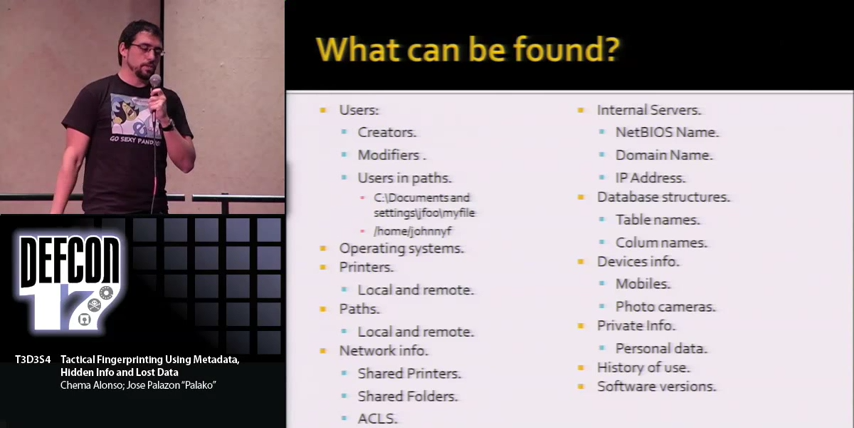 What can be found?
Users:
Creators.
Modifiers .
Users in paths.
C:\Documents and
settings\jfoo\myfile
/home/johnnyf
Operating systems.
Printers.
Local and remote.
Paths.
Local and remote.
Network info.
Shared Printers.
Shared Folders.
ACLS.
Internal Servers.
NetBIOS Name.
Domain Name.
IP Address.
Database structures.
Table names.
Colum names.
Devices info.
Mobiles.
Photo cameras.
Private Info.
Personal data.
History of use.
Software versions.
GO SEXY PAND
DEFCON
17
T3D3S4 Tactical Fingerprinting Using Metadata,
Hidden Info and Lost Data
Chema Alonso; Jose Palazon "Palako"